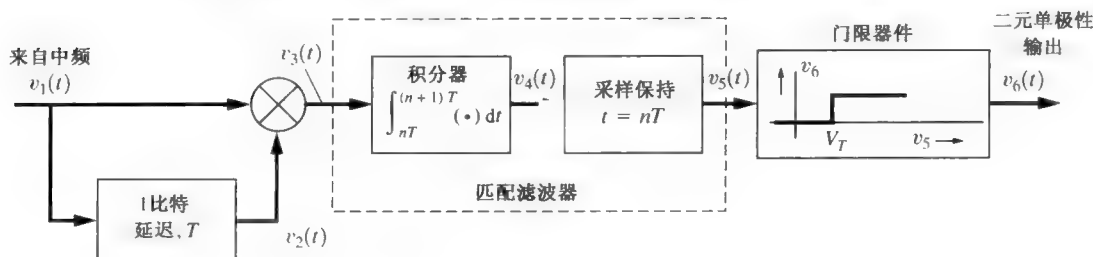 来自中频
v₁(t)
1比特
延迟, T
v₂(t)
v₃(t)
积分器
∫_{nT}^{(n+1)T} (•) dt
v₄(t)
采样保持
t = nT
匹配滤波器
v₅(t)
门限器件
v₆
V_T
v₅
二元单极性
输出
v₆(t)